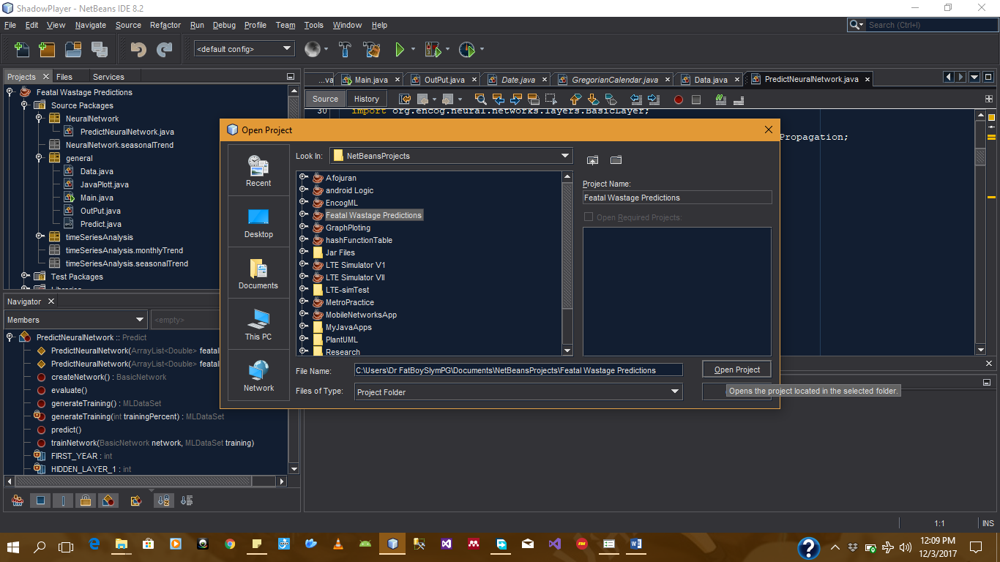 ShadowPlayer - NetBeans IDE 8.2
File Edit View Navigate Source Refactor Run Debug Profile Team Tools Window Help
Search (Ctrl+I)
<default config>
Projects Files Services
...va Main.java OutPut.java Date.java GregorianCalendar.java Data.java PredictNeuralNetwork.java
Source History
Featal Wastage Predictions
Source Packages
NeuralNetwork
PredictNeuralNetwork.java
NeuralNetwork.seasonalTrend
general
Data.java
JavaPlott.java
Main.java
OutPut.java
Predict.java
timeSeriesAnalysis
timeSeriesAnalysis.monthlyTrend
timeSeriesAnalysis.seasonalTrend
Test Packages
Libraries
30 import org.encog.neural.networks.layers.BasicLayer;
Propagation;
Open Project
Look In: NetBeansProjects
Recent
Desktop
Documents
This PC
Network
Afojuran
android Logic
EncogML
Featal Wastage Predictions
GraphPloting
hashFunctionTable
Jar Files
LTE Simulator V1
LTE Simulator VII
LTE-simTest
MetroPractice
MobileNetworksApp
MyJavaApps
PlantUML
Research
Project Name:
Featal Wastage Predictions
Open Required Projects:
File Name: C:\Users\Dr FatBoySlymPG\Documents\NetBeansProjects\Featal Wastage Predictions
Open Project
Files of Type: Project Folder
Opens the project located in the selected folder.
Navigator
Members
<empty>
PredictNeuralNetwork :: Predict
PredictNeuralNetwork(ArrayList<Double> featal
PredictNeuralNetwork(ArrayList<Double> featal
createNetwork() : BasicNetwork
evaluate()
generateTraining() : MLDataSet
generateTraining(int trainingPercent) : MLDataSet
predict()
trainNetwork(BasicNetwork network, MLDataSet training)
FIRST_YEAR : int
HIDDEN_LAYER_1 : int
1:1 INS
12:09 PM
12/3/2017